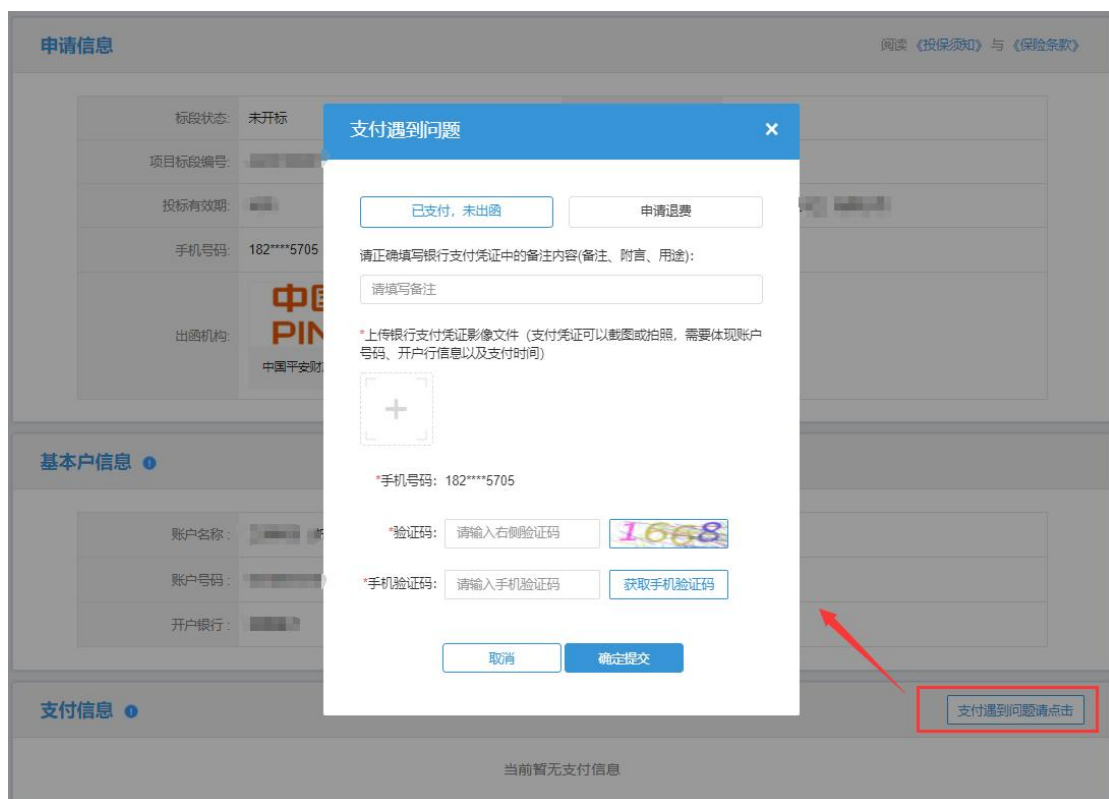 申请信息
阅读《投保须知》与《保险条款》
标段状态: 未开标
项目标段编号:
投标有效期:
手机号码: 182****5705
出函机构:
中国
PIN
中国平安财
支付遇到问题 ×
已支付，未出函 申请退费
请正确填写银行支付凭证中的备注内容(备注、附言、用途):
请填写备注
*上传银行支付凭证影像文件（支付凭证可以截图或拍照，需要体现账户
号码、开户行信息以及支付时间）
*手机号码: 182****5705
*验证码: 请输入右侧验证码 1668
*手机验证码: 请输入手机验证码 获取手机验证码
取消 确定提交
基本户信息
账户名称:
账户号码:
开户银行:
支付信息
支付遇到问题请点击
当前暂无支付信息